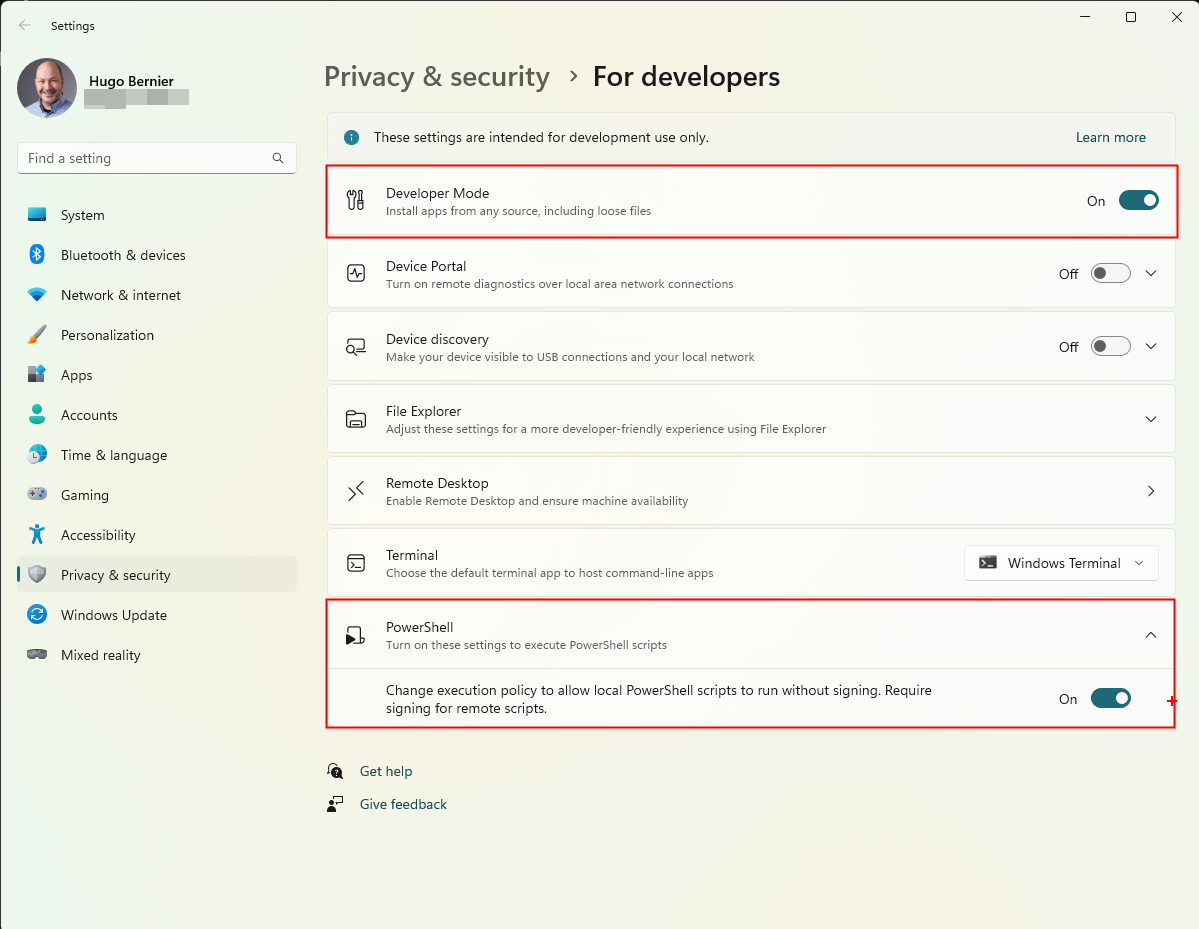 Settings
Hugo Bernier
Find a setting
System
Bluetooth & devices
Network & internet
Personalization
Apps
Accounts
Time & language
Gaming
Accessibility
Privacy & security
Windows Update
Mixed reality
Privacy & security > For developers
These settings are intended for development use only.
Learn more
Developer Mode
Install apps from any source, including loose files
On
Device Portal
Turn on remote diagnostics over local area network connections
Off
Device discovery
Make your device visible to USB connections and your local network
Off
File Explorer
Adjust these settings for a more developer-friendly experience using File Explorer
Remote Desktop
Enable Remote Desktop and ensure machine availability
Terminal
Choose the default terminal app to host command-line apps
Windows Terminal
PowerShell
Turn on these settings to execute PowerShell scripts
Change execution policy to allow local PowerShell scripts to run without signing. Require
signing for remote scripts.
On
Get help
Give feedback